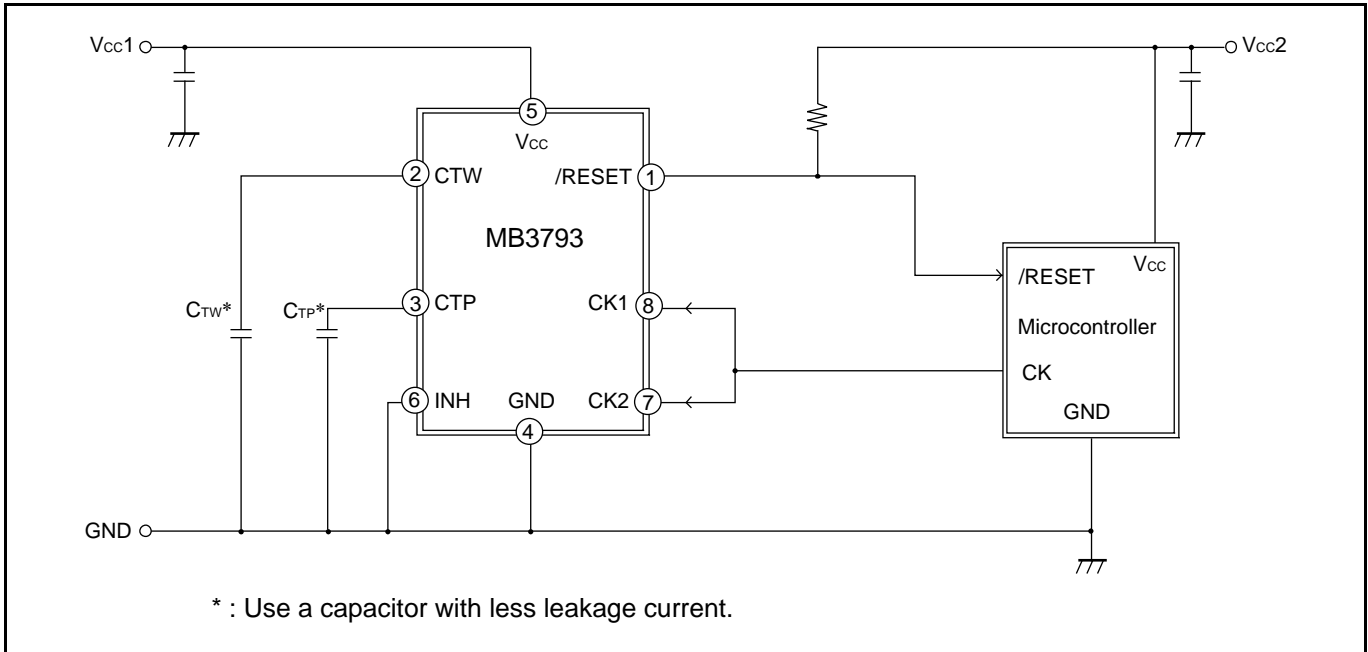 Vcc1
Vcc2
5
Vcc
2 CTW
/RESET 1
MB3793
Vcc
/RESET
CTW*
CTP*
3 CTP
CK1 8
Microcontroller
CK
6 INH
GND
CK2 7
GND
4
GND
* : Use a capacitor with less leakage current.